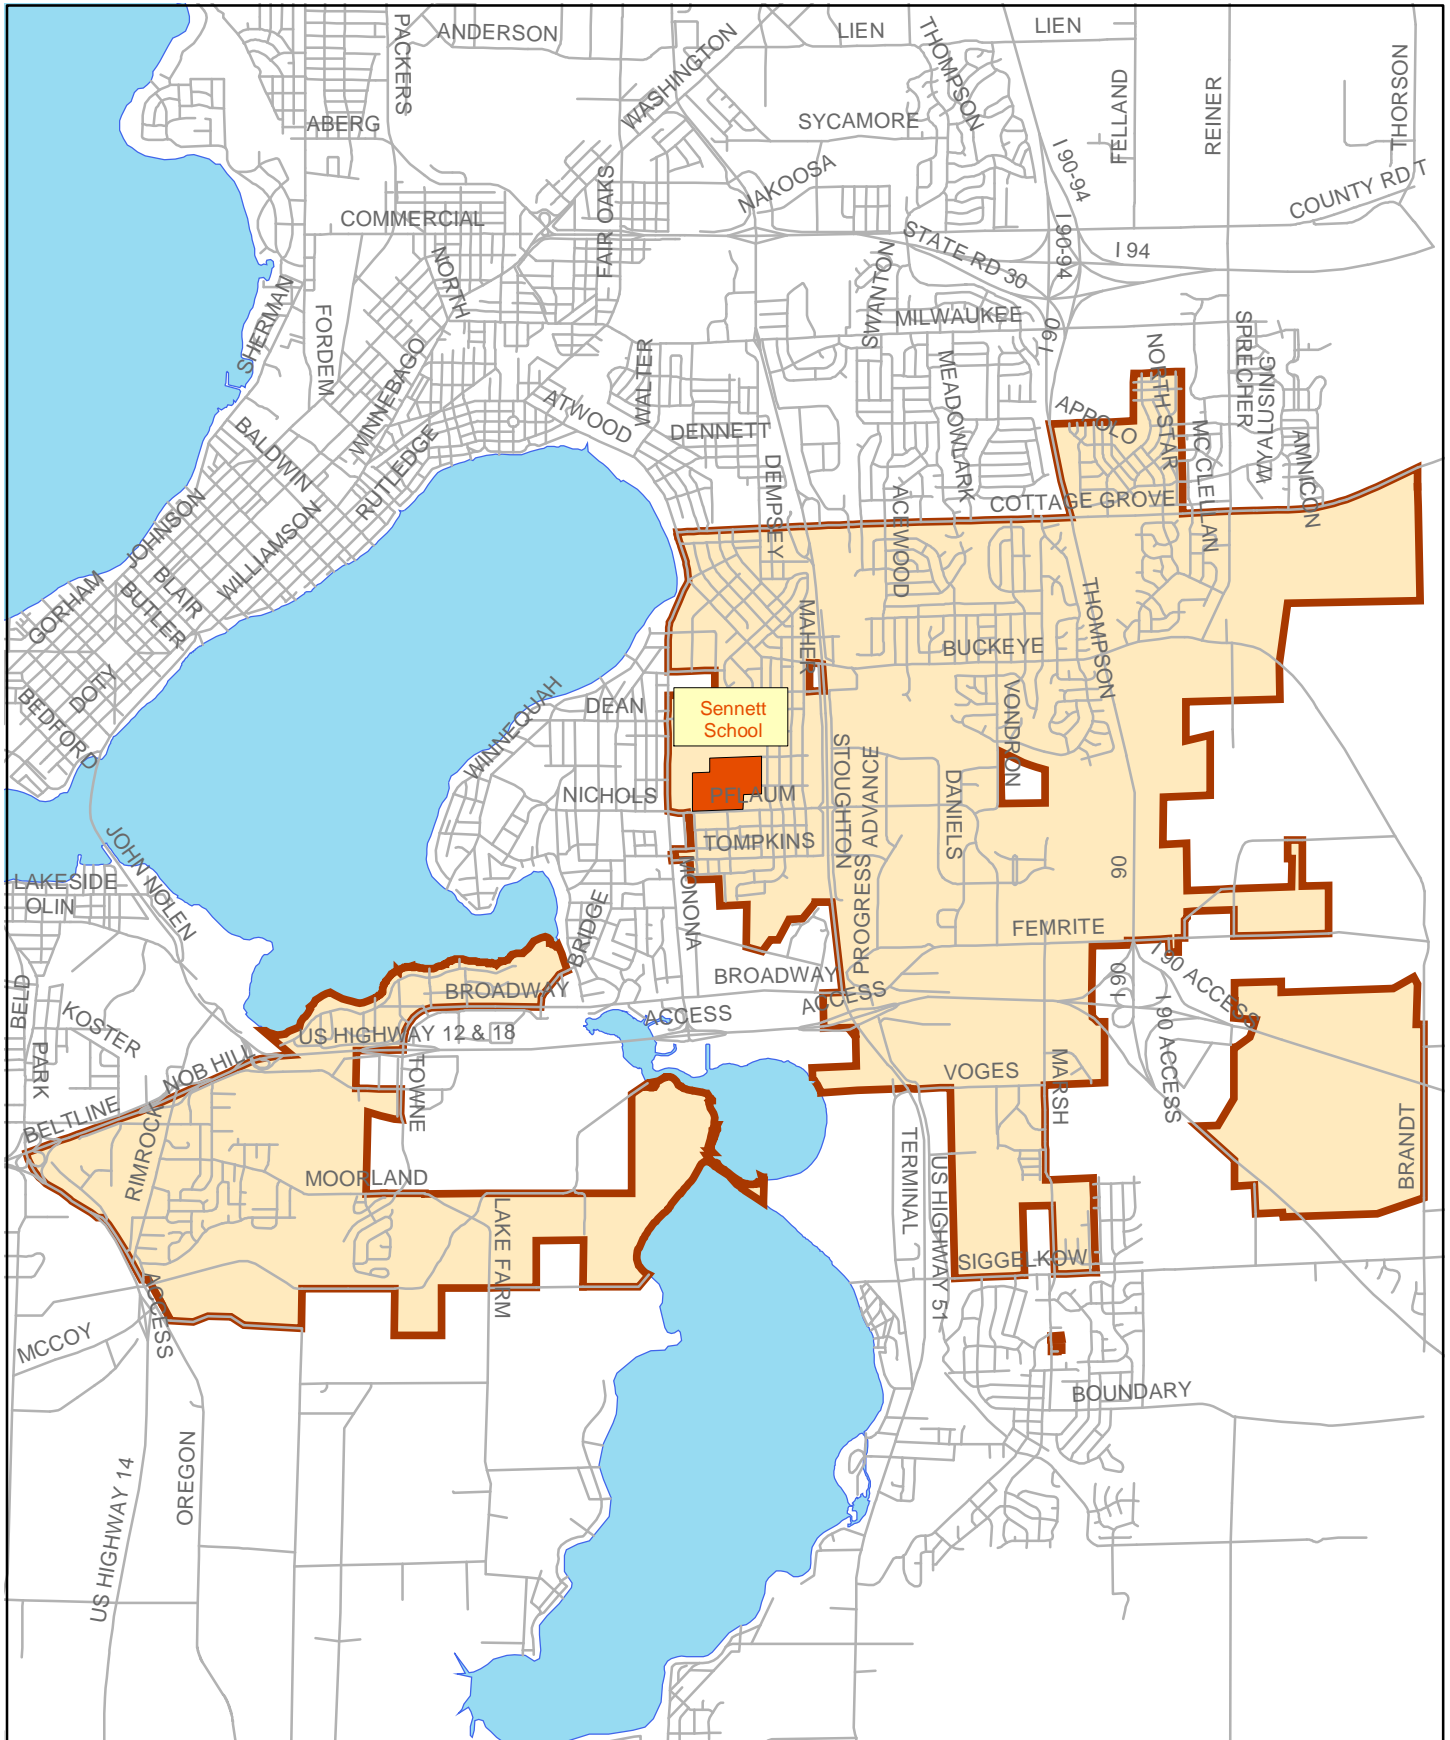 PACKERS
ANDERSON
WASHINGTON
LIEN
THOMPSON
LIEN
FELLAND
REINER
THORSON
ABERG
SYCAMORE
NAKOOSA
I 90-94
COUNTY RD T
COMMERCIAL
FAIR OAKS
NORTH
STATE RD 30
I 90-94
I 94
SWANTON
MILWAUKEE
I 90
SHERMAN
FORDEM
WINNEBAGO
WALTER
MEADOWLARK
NORTH STAR
SPRECHER
WYALUSING
ATWOOD
DENNETT
APPOLO
MC CLELLAN
AMNICON
BALDWIN
RUTLEDGE
DEMPSEY
ACEWOOD
COTTAGE GROVE
JOHNSON
WILLIAMSON
GORHAM
BLAIR
BUTLER
MAHER
THOMPSON
BUCKEYE
DOTY
BEDFORD
WINNEQUAH
DEAN
Sennett
School
VONDRON
STOUGHTON
ADVANCE
DANIELS
NICHOLS
PFLAUM
TOMPKINS
JOHN NOLEN
LAKESIDE
OLIN
MONONA
BRIDGE
PROGRESS
90
FEMRITE
BELD
KOSTER
BROADWAY
BROADWAY
ACCESS
ACCESS
I 90
I 90 ACCESS
I 90 ACCESS
US HIGHWAY 12 & 18
PARK
NOB HILL
TOWNE
VOGES
MARSH
BELTLINE
RIMROCK
MOORLAND
LAKE FARM
TERMINAL
US HIGHWAY 51
BRANDT
SIGGELKOW
ACCESS
MCCOY
BOUNDARY
US HIGHWAY 14
OREGON